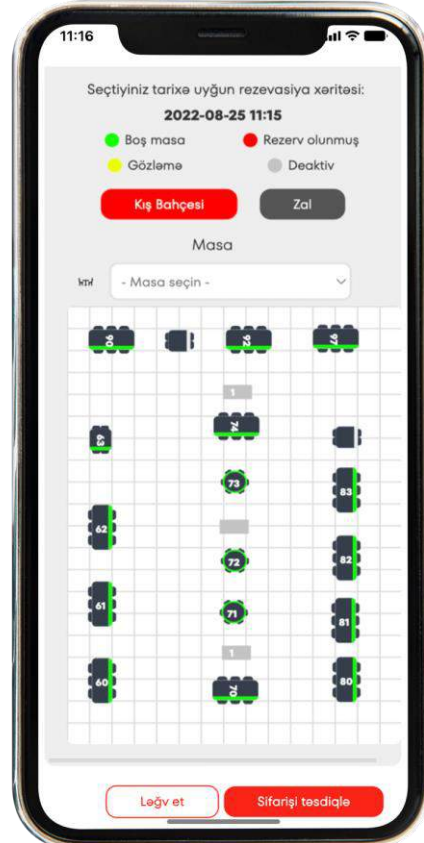 11:16
Seçtiyiniz tarixə uyğun rezevasiya xəritəsi:
2022-08-25 11:15
Boş masa
Rezerv olunmuş
Gözləmə
Deaktiv
Kış Bahçesi
Zal
Masa
- Masa seçin -
90
92
97
1
74
63
73
83
62
72
82
61
71
81
1
60
70
80
Ləğv et
Sifarişi təsdiqlə